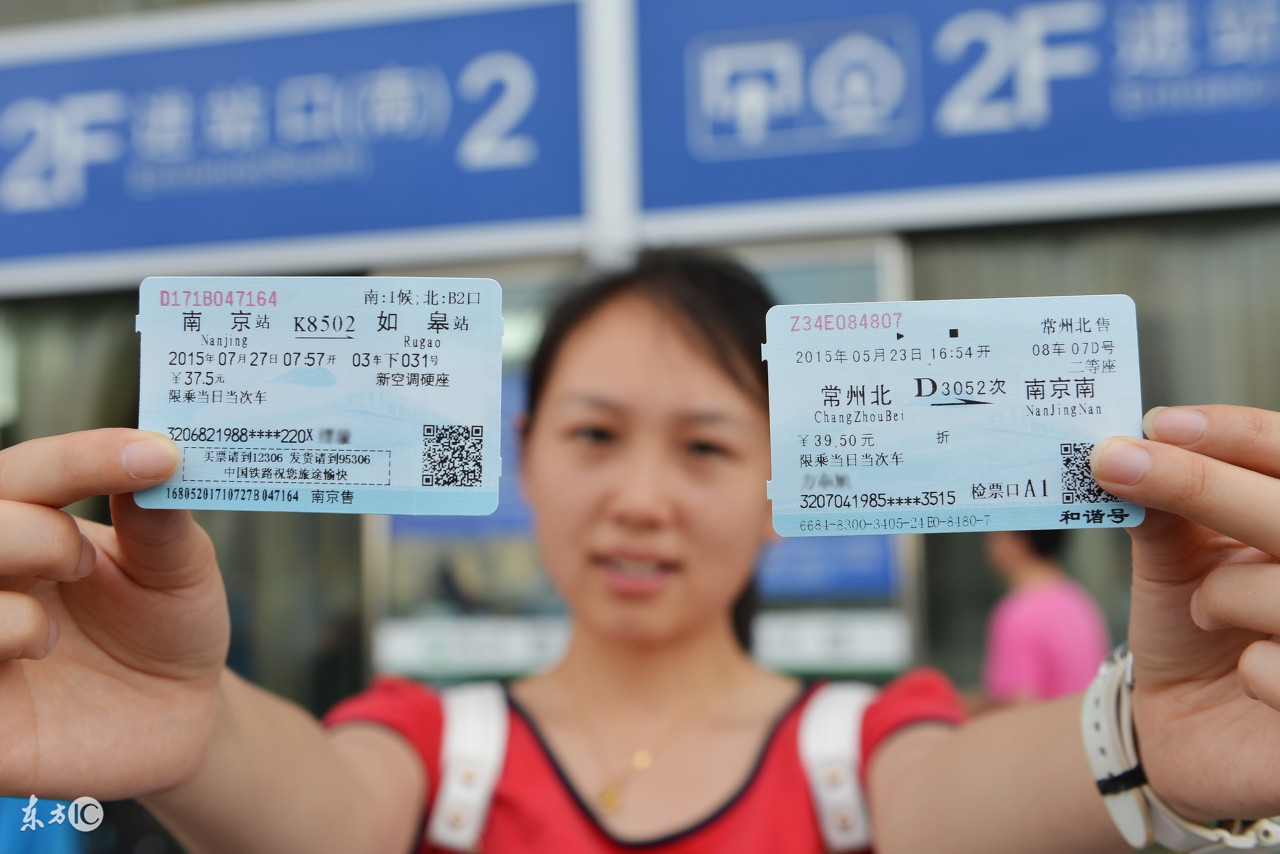 2F 进站口(南) 2
2F 进站
D171B047164 南:1候;北:B2口
南京站 K8502 如皋站
Nanjing Rugao
2015年07月27日07:57开 03车下031号
￥37.5元 新空调硬座
限乘当日当次车
3206821988****220X
买票请到12306 发货请到95306
中国铁路祝您旅途愉快
16805201710727B047164 南京售
Z34E084807 常州北售
2015年05月23日16:54开 08车07D号
二等座
常州北 D3052次 南京南
ChangZhouBei NanJingNan
￥39.50元 折
限乘当日当次车
3207041985****3515 检票口A1
6684-8300-3405-24E0-8480-7 和谐号
东方IC